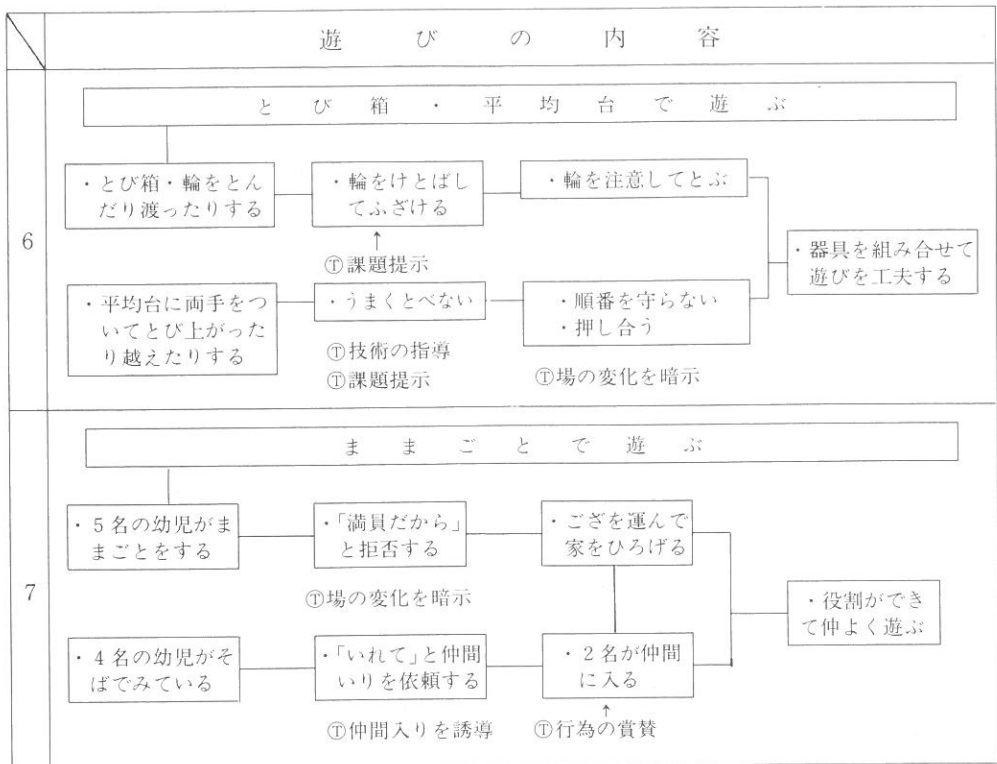 遊びの内容
6
とび箱・平均台で遊ぶ
・とび箱・輪をとん
だり渡ったりする
・輪をけとばし
てふざける
・輪を注意してとぶ
↑
Ⓣ課題提示
・器具を組み合せて
遊びを工夫する
・平均台に両手をつ
いてとび上がった
り越えたりする
・うまくとべない
・順番を守らない
・押し合う
Ⓣ技術の指導
Ⓣ課題提示
Ⓣ場の変化を暗示
7
ままごとで遊ぶ
・5名の幼児がま
まごとをする
・「満員だから」
と拒否する
・ござを運んで
家をひろげる
Ⓣ場の変化を暗示
・役割ができ
て仲よく遊ぶ
・4名の幼児がそ
ばでみている
・「いれて」と仲間
いりを依頼する
・2名が仲間
に入る
↑
Ⓣ仲間入りを誘導
Ⓣ行為の賞賛